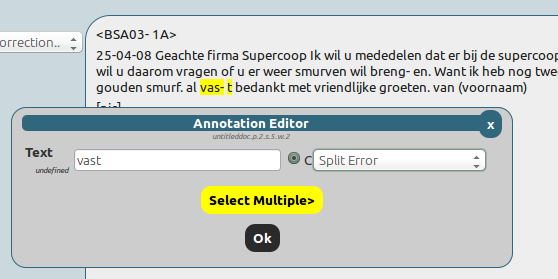 <BSA03- 1A>
orrection..
25-04-08 Geachte firma Supercoop Ik wil u mededelen dat er bij de supercoop
wil u daarom vragen of u er weer smurven wil breng- en. Want ik heb nog twee
gouden smurf. al vas- t bedankt met vriendlijke groeten. van (voornaam)
Annotation Editor
x
untitleddoc.p.2.s.5.w.2
Text
vast
C
Split Error
undefined
Select Multiple>
Ok